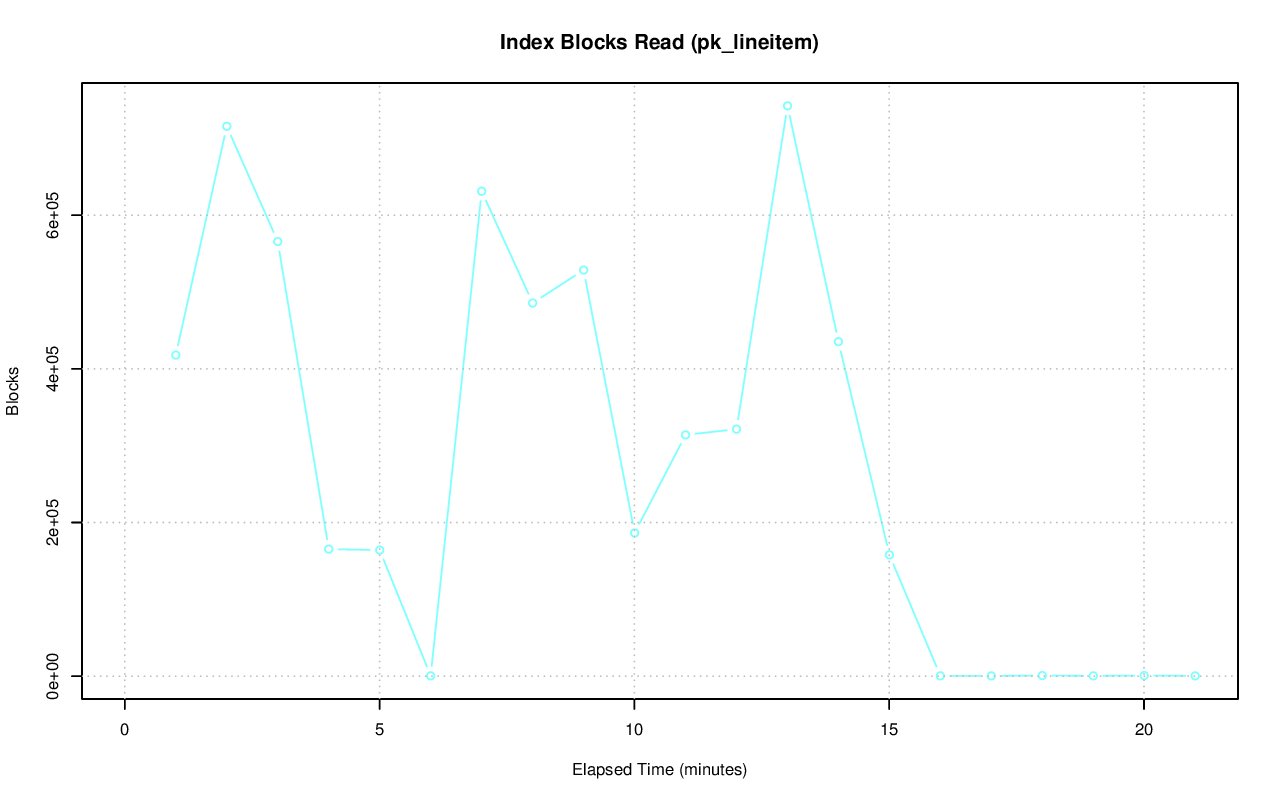 Index Blocks Read (pk_lineitem)
Blocks
6e+05
4e+05
2e+05
0e+00
0 5 10 15 20
Elapsed Time (minutes)